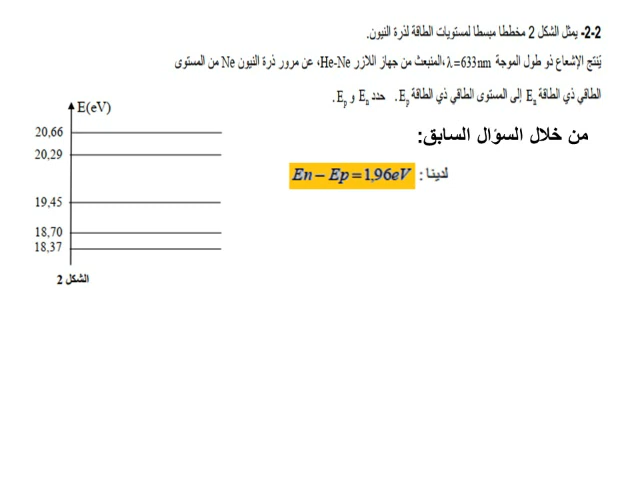 2-2- يمثل الشكل 2 مخططا مبسطا لمستويات الطاقة لذرة النيون.
يُنتج الإشعاع ذو طول الموجة λ=633nm ،المنبعث من جهاز اللازر He-Ne، عن مرور ذرة النيون Ne من المستوى
الطاقي ذي الطاقة En إلى المستوى الطاقي ذي الطاقة Ep. حدد En و Ep.
من خلال السؤال السابق:
لدينا : En – Ep = 1,96eV
E(eV)
20,66
20,29
19,45
18,70
18,37
الشكل 2